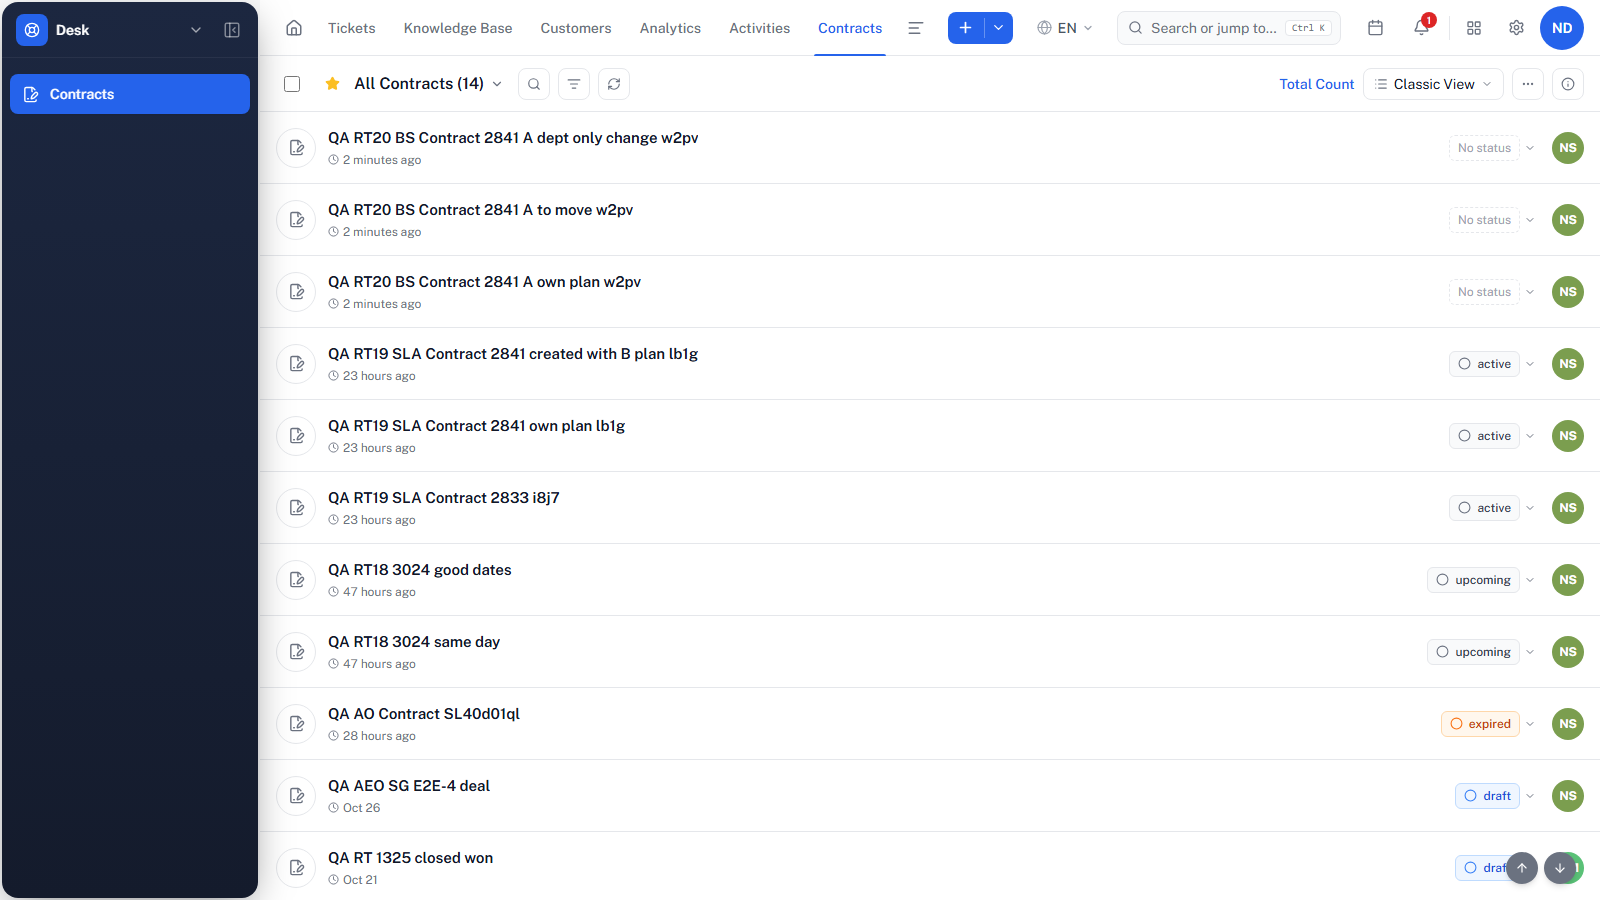 Desk
Tickets
Knowledge Base
Customers
Analytics
Activities
Contracts
EN
Search or jump to...
Ctrl K
1
ND
Contracts
All Contracts (14)
Total Count
Classic View
QA RT20 BS Contract 2841 A dept only change w2pv
2 minutes ago
No status
NS
QA RT20 BS Contract 2841 A to move w2pv
2 minutes ago
No status
NS
QA RT20 BS Contract 2841 A own plan w2pv
2 minutes ago
No status
NS
QA RT19 SLA Contract 2841 created with B plan lb1g
23 hours ago
active
NS
QA RT19 SLA Contract 2841 own plan lb1g
23 hours ago
active
NS
QA RT19 SLA Contract 2833 i8j7
23 hours ago
active
NS
QA RT18 3024 good dates
47 hours ago
upcoming
NS
QA RT18 3024 same day
47 hours ago
upcoming
NS
QA AO Contract SL40d01ql
28 hours ago
expired
NS
QA AEO SG E2E-4 deal
Oct 26
draft
NS
QA RT 1325 closed won
Oct 21